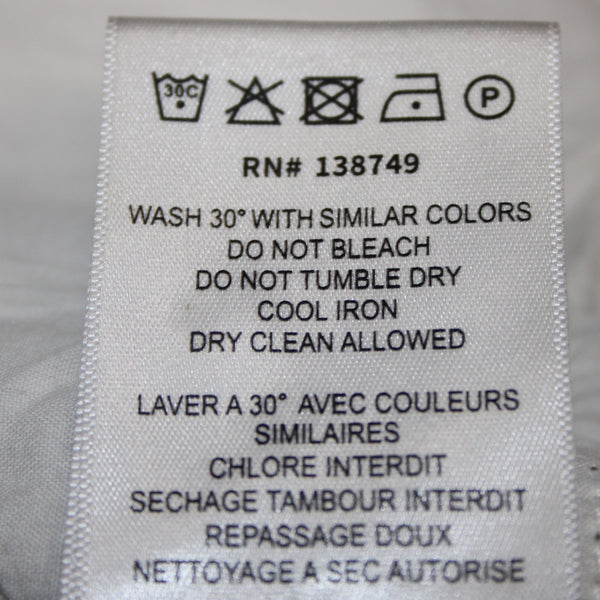 30C P
RN# 138749
WASH 30° WITH SIMILAR COLORS
DO NOT BLEACH
DO NOT TUMBLE DRY
COOL IRON
DRY CLEAN ALLOWED
LAVER A 30° AVEC COULEURS
SIMILAIRES
CHLORE INTERDIT
SECHAGE TAMBOUR INTERDIT
REPASSAGE DOUX
NETTOYAGE A SEC AUTORISE